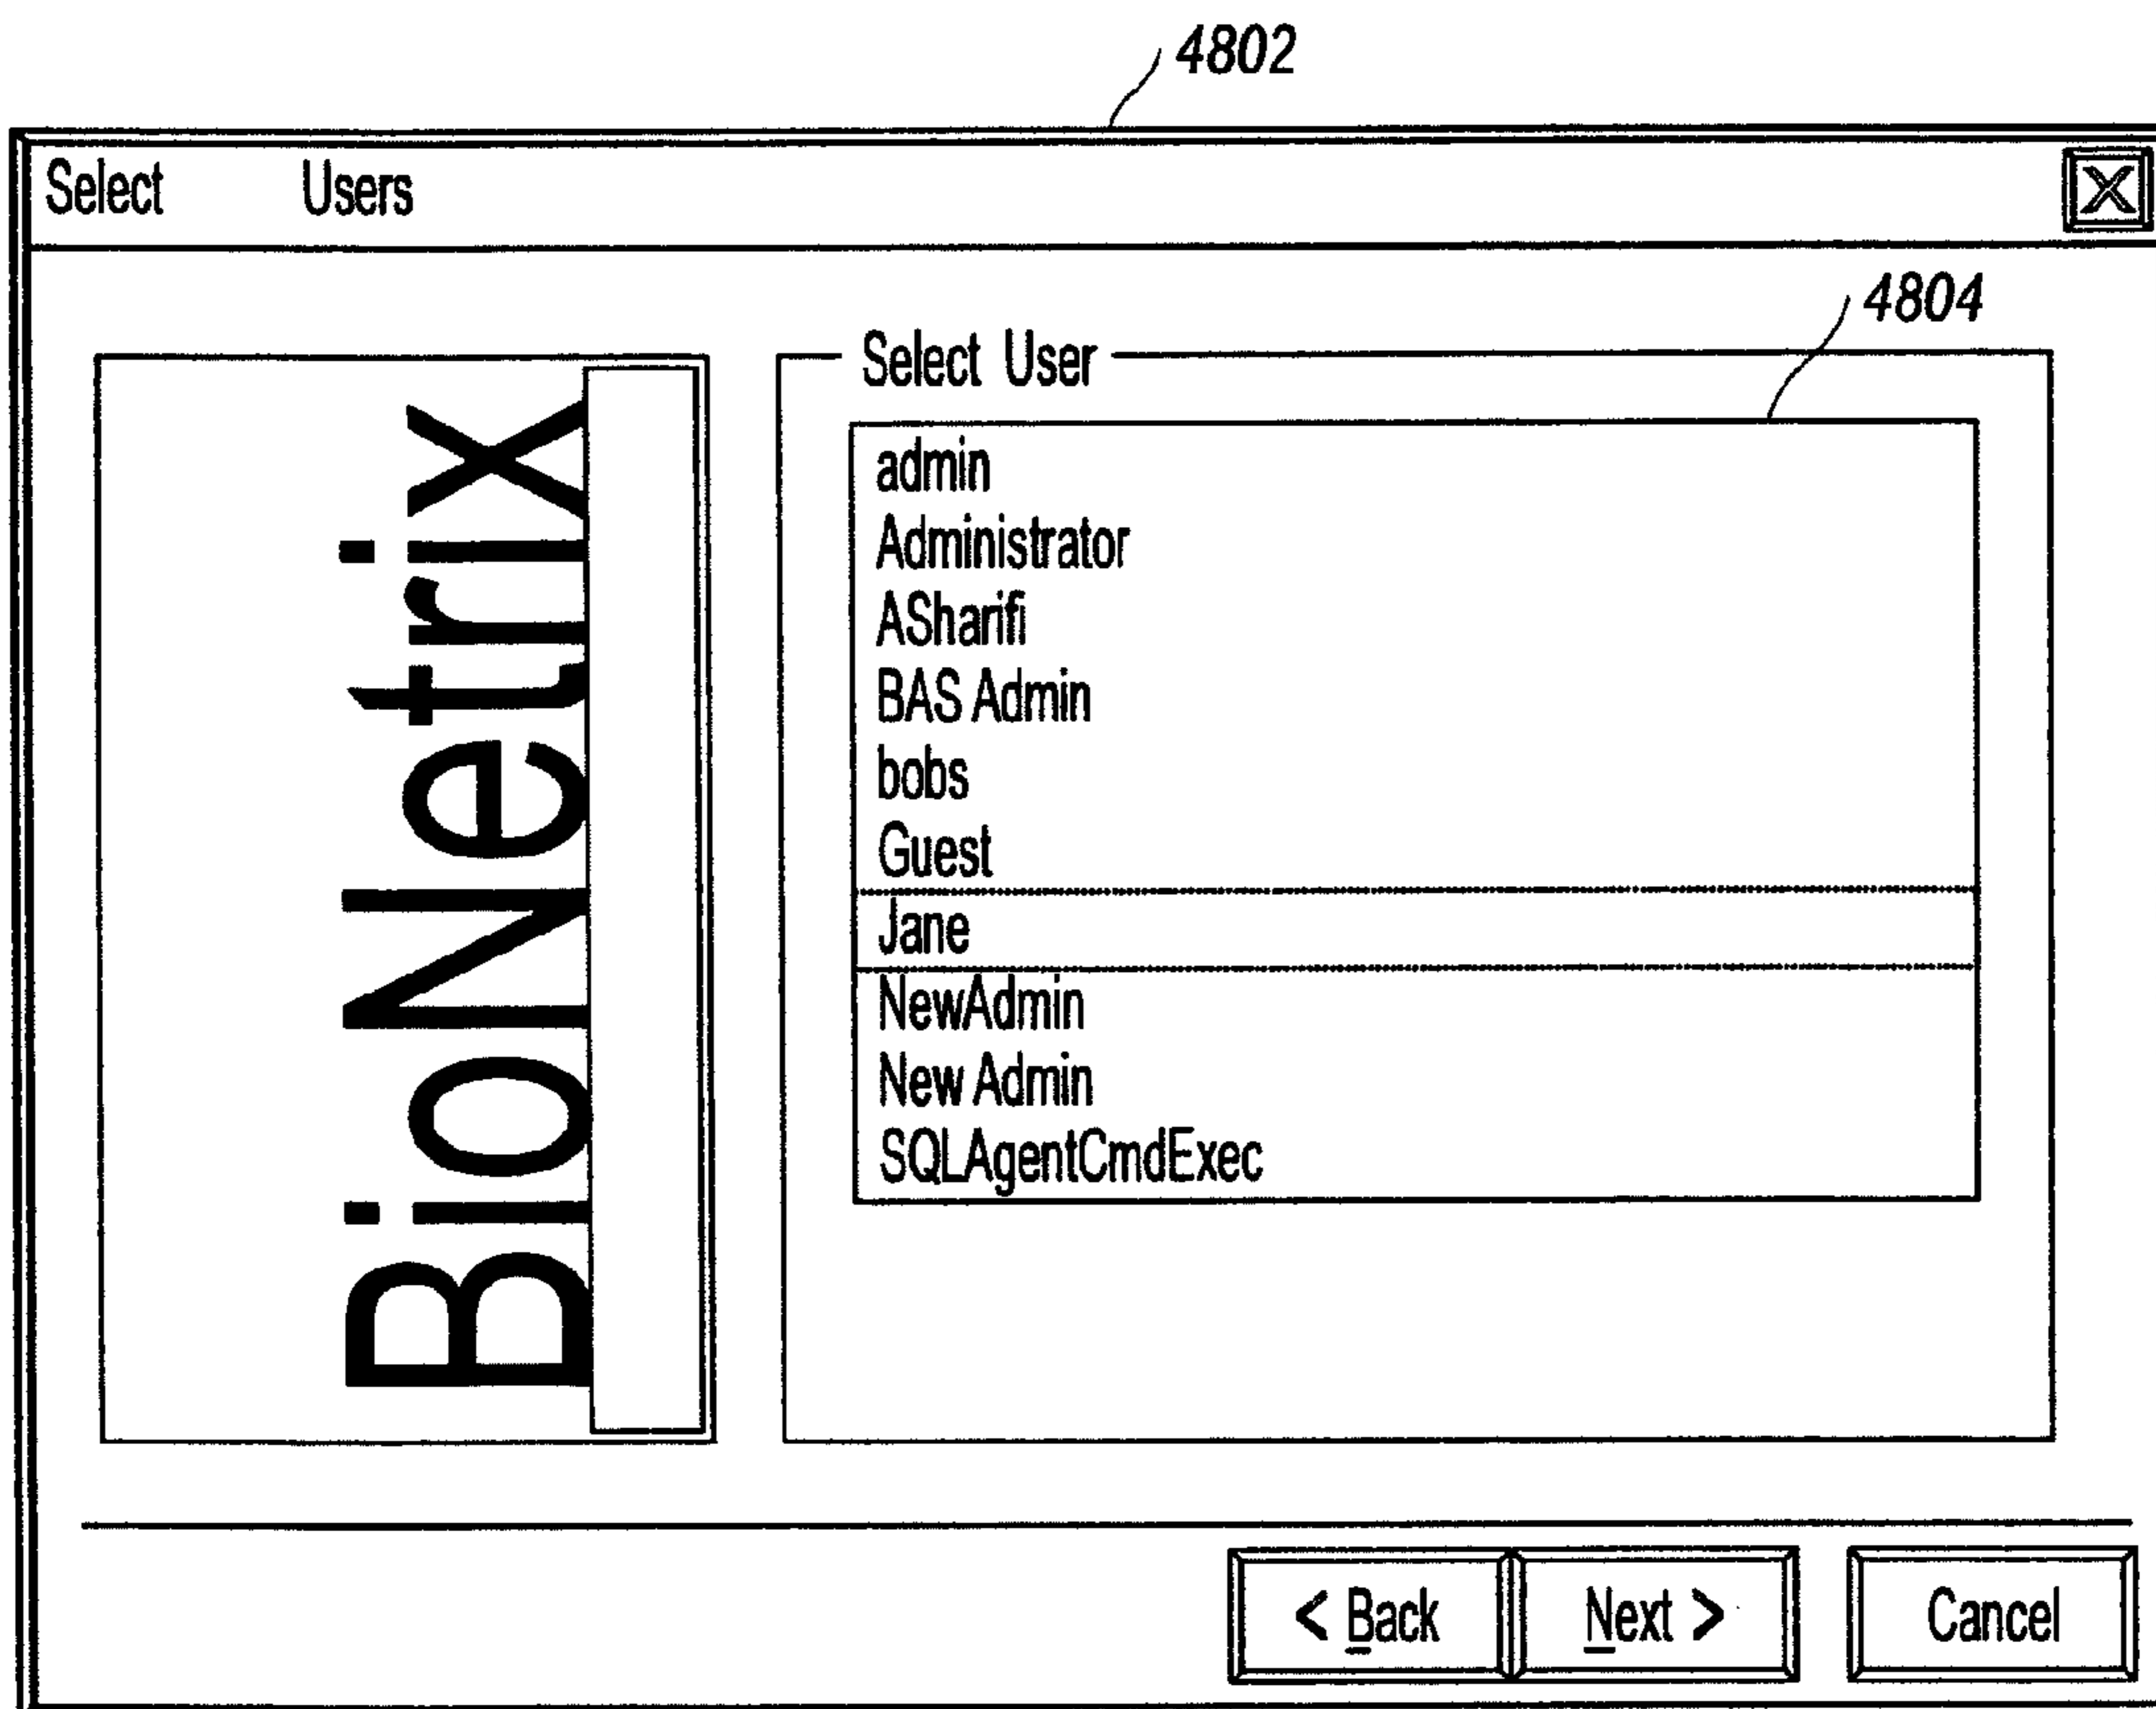 4802
Select Users X
4804
BioNetrix
Select User
admin
Administrator
ASharifi
BAS Admin
bobs
Guest
Jane
NewAdmin
New Admin
SQLAgentCmdExec
< Back Next > Cancel